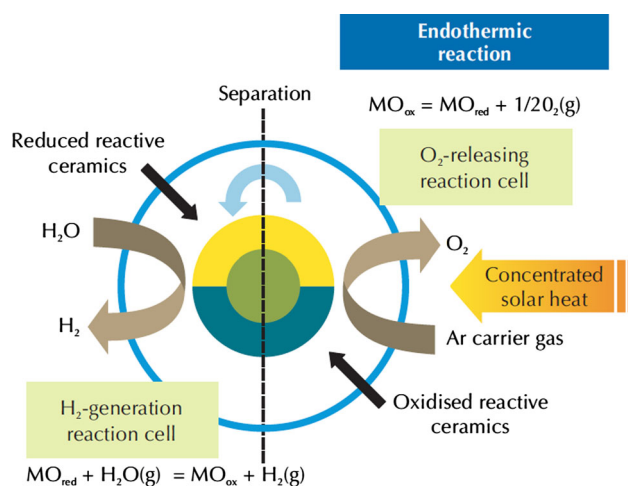 Endothermic
reaction
Separation
MOox = MOred + 1/2O2(g)
Reduced reactive
ceramics
O2-releasing
reaction cell
H2O
O2
Concentrated
solar heat
H2
Ar carrier gas
H2-generation
reaction cell
Oxidised reactive
ceramics
MOred + H2O(g) = MOox + H2(g)